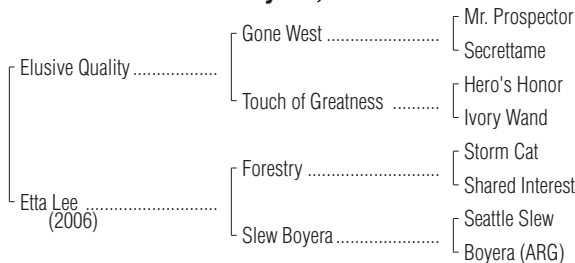 Mr. Prospector
Gone West ....................
Secrettame
Elusive Quality .................
Hero's Honor
Touch of Greatness ..........
Ivory Wand
Storm Cat
Forestry ........................
Shared Interest
Etta Lee ...........................
(2006)
Seattle Slew
Slew Boyera ...................
Boyera (ARG)